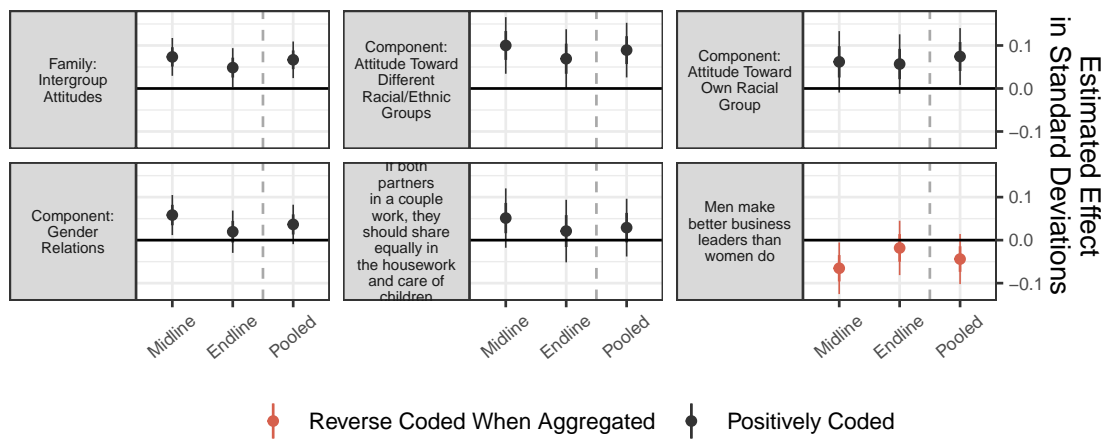 Family:
Intergroup
Attitudes
Component:
Attitude Toward
Different
Racial/Ethnic
Groups
Component:
Attitude Toward
Own Racial
Group
0.1
0.0
−0.1
Component:
Gender
Relations
If both
partners
in a couple
work, they
should share
equally in
the housework
and care of
children
Men make
better business
leaders than
women do
0.1
0.0
−0.1
Estimated Effect
in Standard Deviations
Midline
Endline
Pooled
Midline
Endline
Pooled
Midline
Endline
Pooled
Reverse Coded When Aggregated
Positively Coded